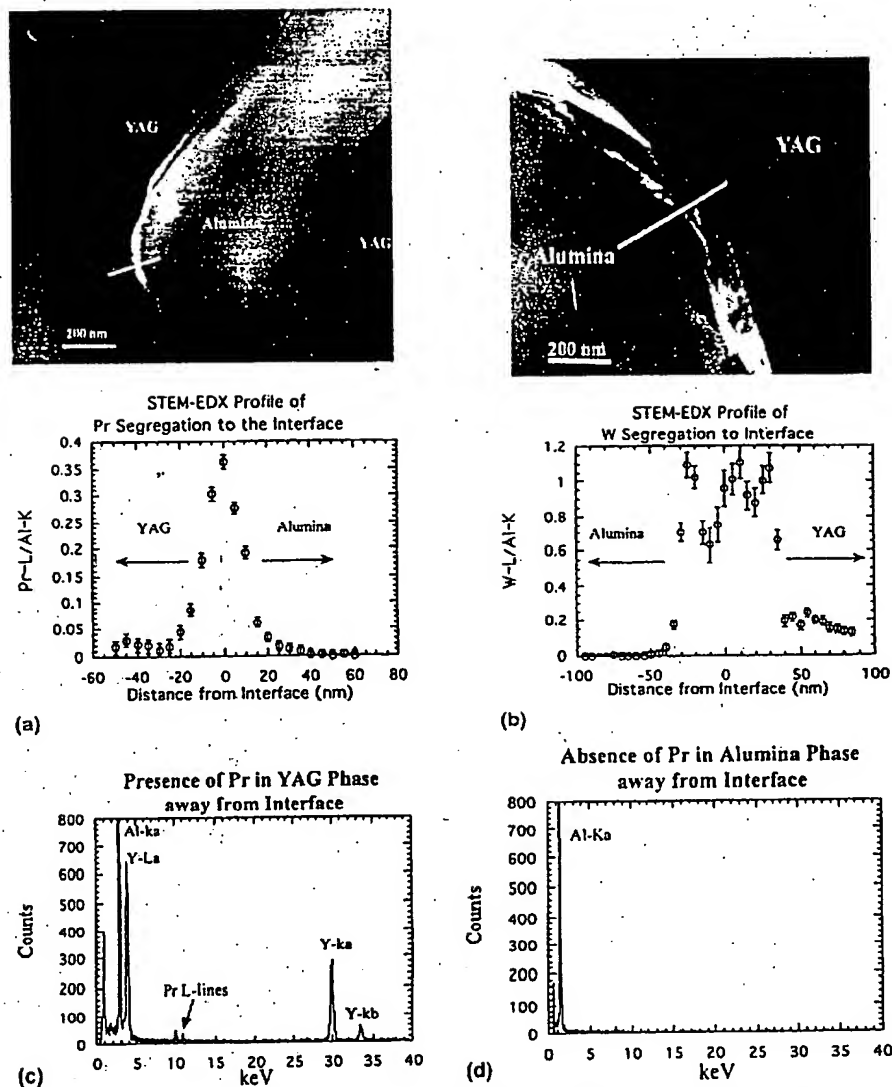 YAG
Alumina
YAG
200 nm
YAG
Alumina
200 nm
STEM-EDX Profile of
Pr Segregation to the Interface
Pr-L/Al-K
0.4
0.35
0.3
0.25
0.2
0.15
0.1
0.05
0
YAG
Alumina
-60 -40 -20 0 20 40 60 80
Distance from Interface (nm)
(a)
STEM-EDX Profile of
W Segregation to Interface
W-L/Al-K
1.2
1
0.8
0.6
0.4
0.2
0
Alumina
YAG
-100 -50 0 50 100
Distance from Interface (nm)
(b)
Presence of Pr in YAG Phase
away from Interface
Counts
800
700
600
500
400
300
200
100
0
Al-ka
Y-La
Pr L-lines
Y-ka
Y-kb
0 5 10 15 20 25 30 35 40
keV
(c)
Absence of Pr in Alumina Phase
away from Interface
Counts
800
700
600
500
400
300
200
100
0
Al-Ka
0 5 10 15 20 25 30 35 40
keV
(d)